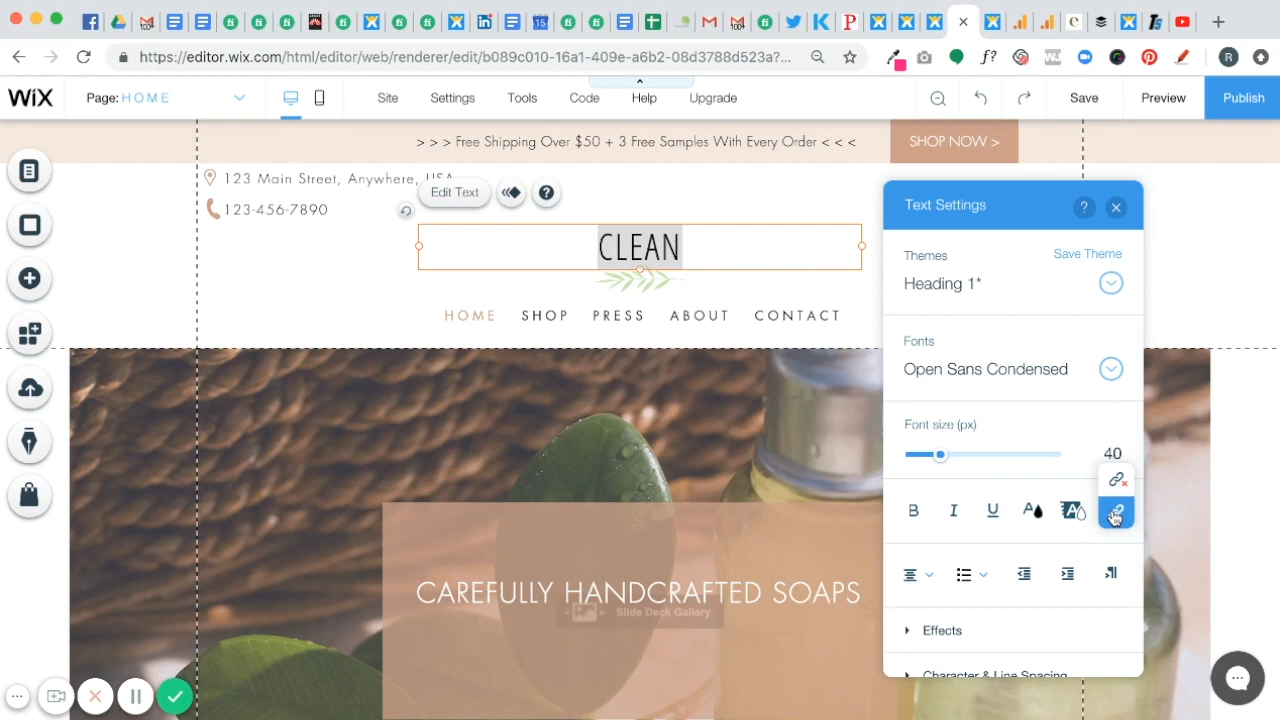 https://editor.wix.com/html/editor/web/renderer/edit/b089c010-16a1-409e-a6b2-08d3788d523a?...
WiX
Page: HOME
Site
Settings
Tools
Code
Help
Upgrade
Save
Preview
Publish
> > > Free Shipping Over $50 + 3 Free Samples With Every Order < < <
SHOP NOW >
123 Main Street, Anywhere, USA
123-456-7890
Edit Text
CLEAN
HOME SHOP PRESS ABOUT CONTACT
CAREFULLY HANDCRAFTED SOAPS
Slide Deck Gallery
Text Settings
Themes
Save Theme
Heading 1*
Fonts
Open Sans Condensed
Font size (px)
40
B I U A A
Effects
Character & Line Spacing